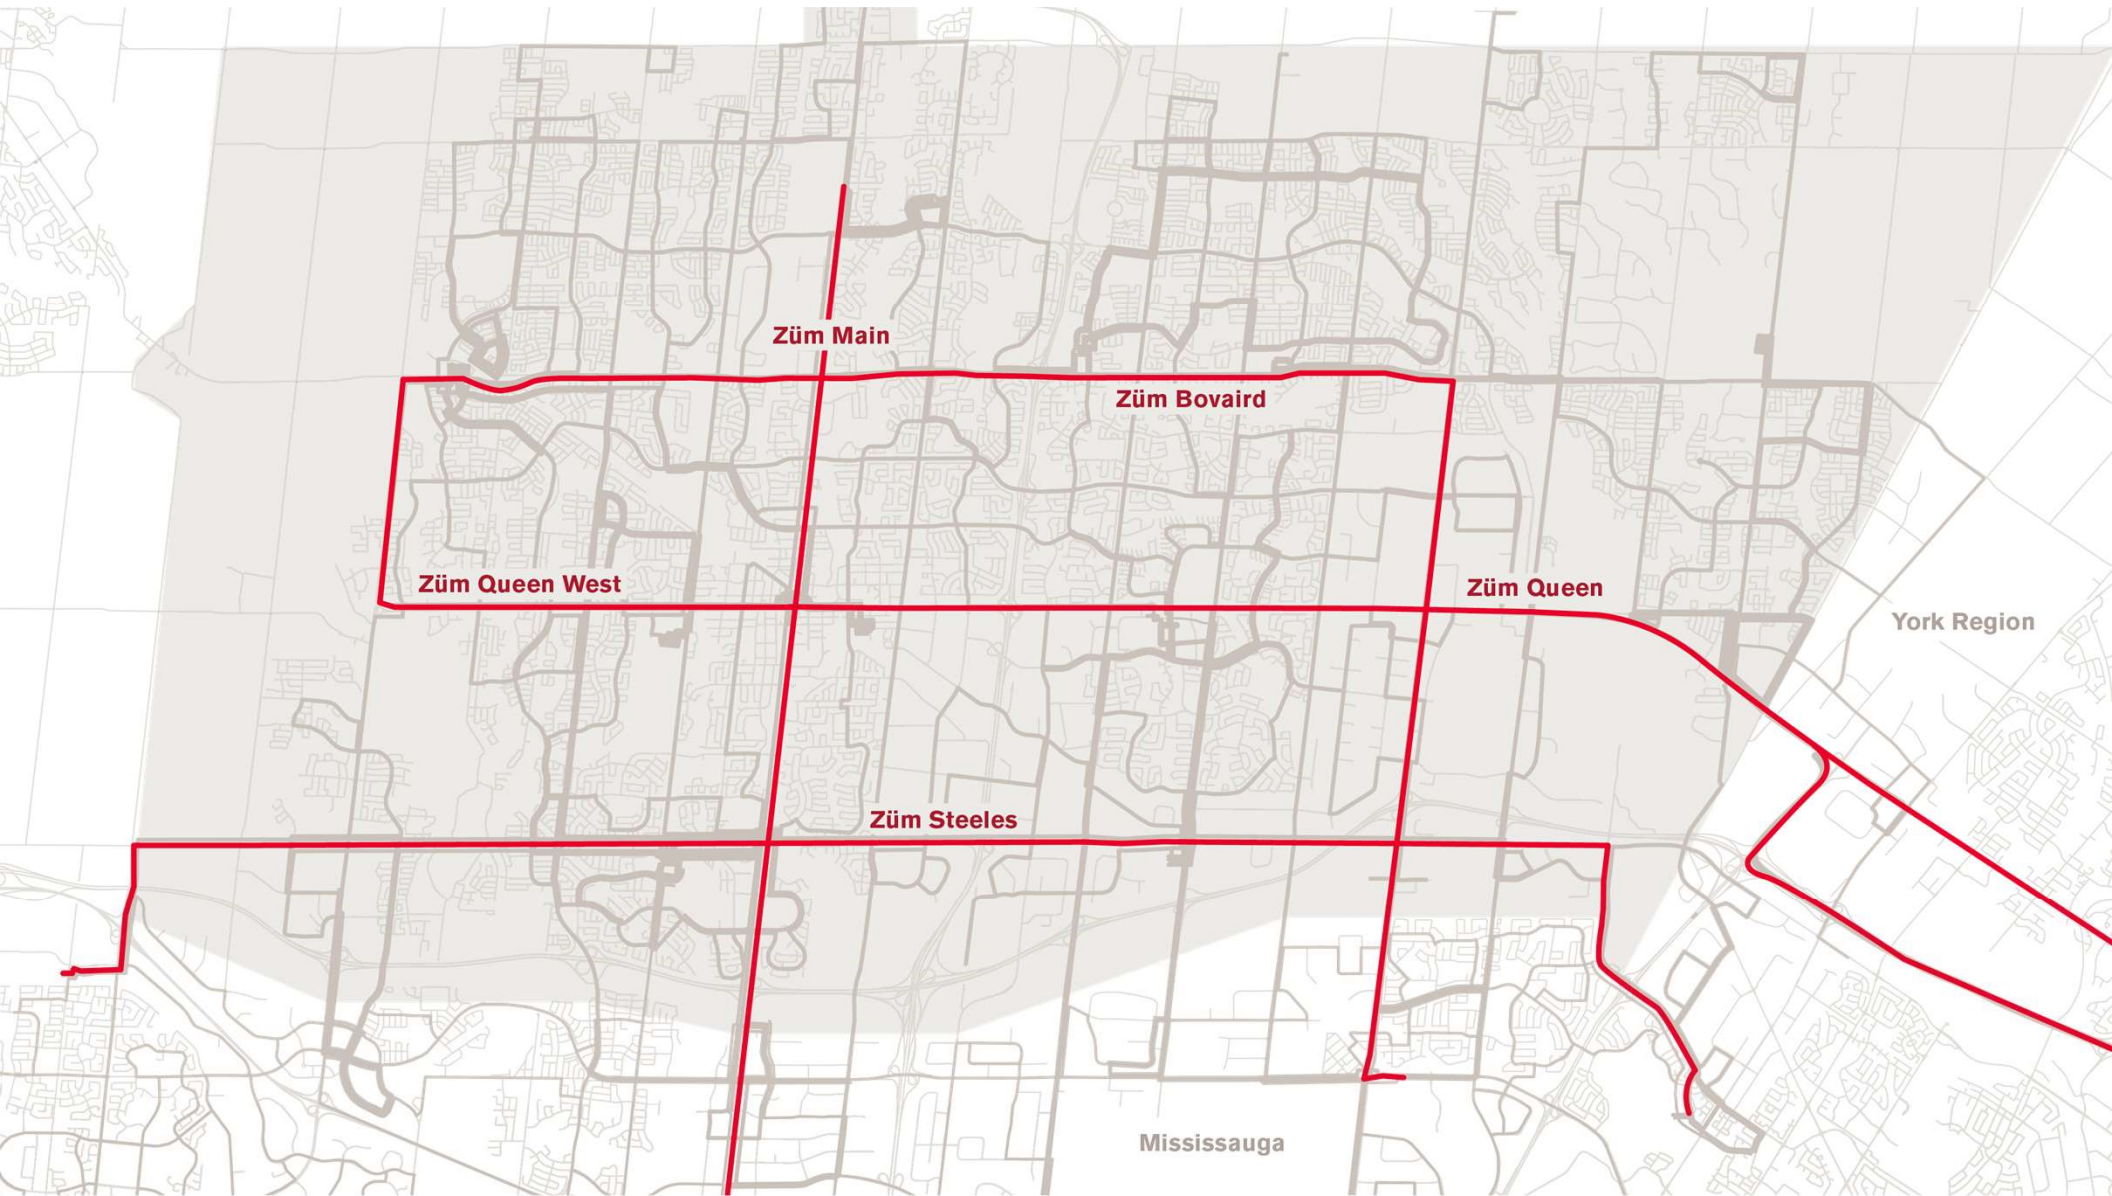 Züm Main
Züm Bovaird
Züm Queen West
Züm Queen
York Region
Züm Steeles
Mississauga